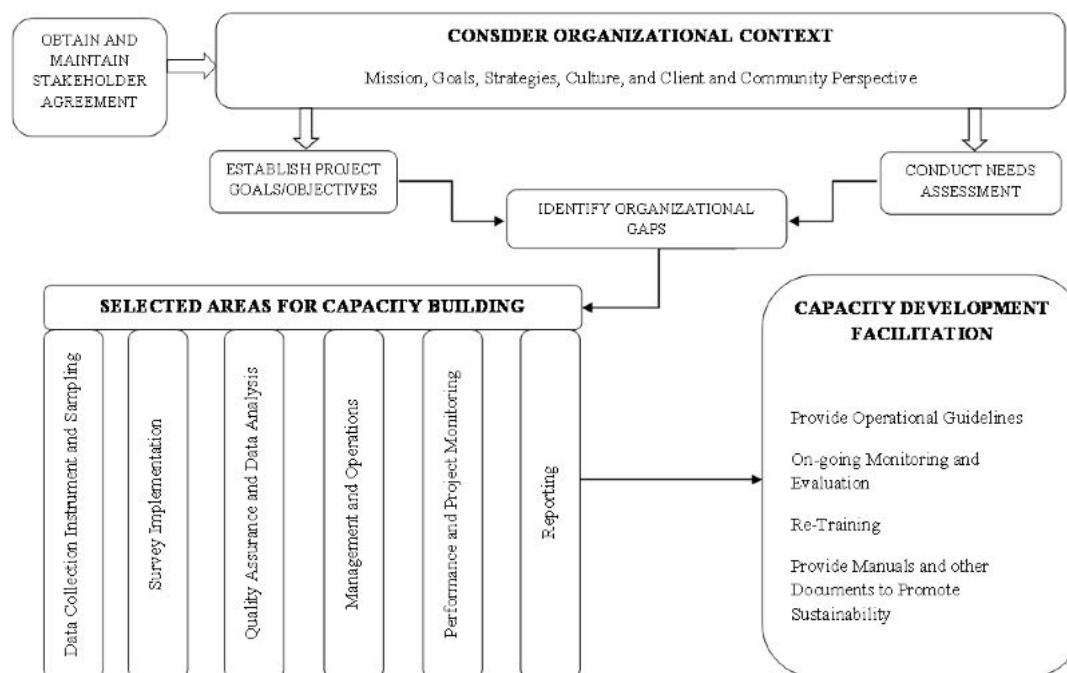 OBTAIN AND
MAINTAIN
STAKEHOLDER
AGREEMENT
CONSIDER ORGANIZATIONAL CONTEXT
Mission, Goals, Strategies, Culture, and Client and Community Perspective
ESTABLISH PROJECT
GOALS/OBJECTIVES
CONDUCT NEEDS
ASSESSMENT
IDENTIFY ORGANIZATIONAL
GAPS
SELECTED AREAS FOR CAPACITY BUILDING
Data Collection Instrument and Sampling
Survey Implementation
Quality Assurance and Data Analysis
Management and Operations
Performance and Project Monitoring
Reporting
CAPACITY DEVELOPMENT
FACILITATION
Provide Operational Guidelines
On-going Monitoring and
Evaluation
Re-Training
Provide Manuals and other
Documents to Promote
Sustainability